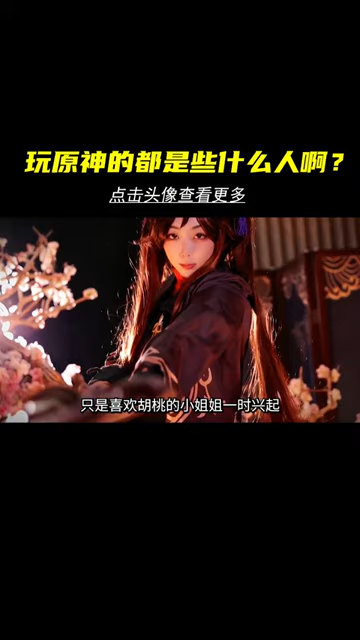 玩原神的都是些什么人啊？
点击头像查看更多
只是喜欢胡桃的小姐姐一时兴起